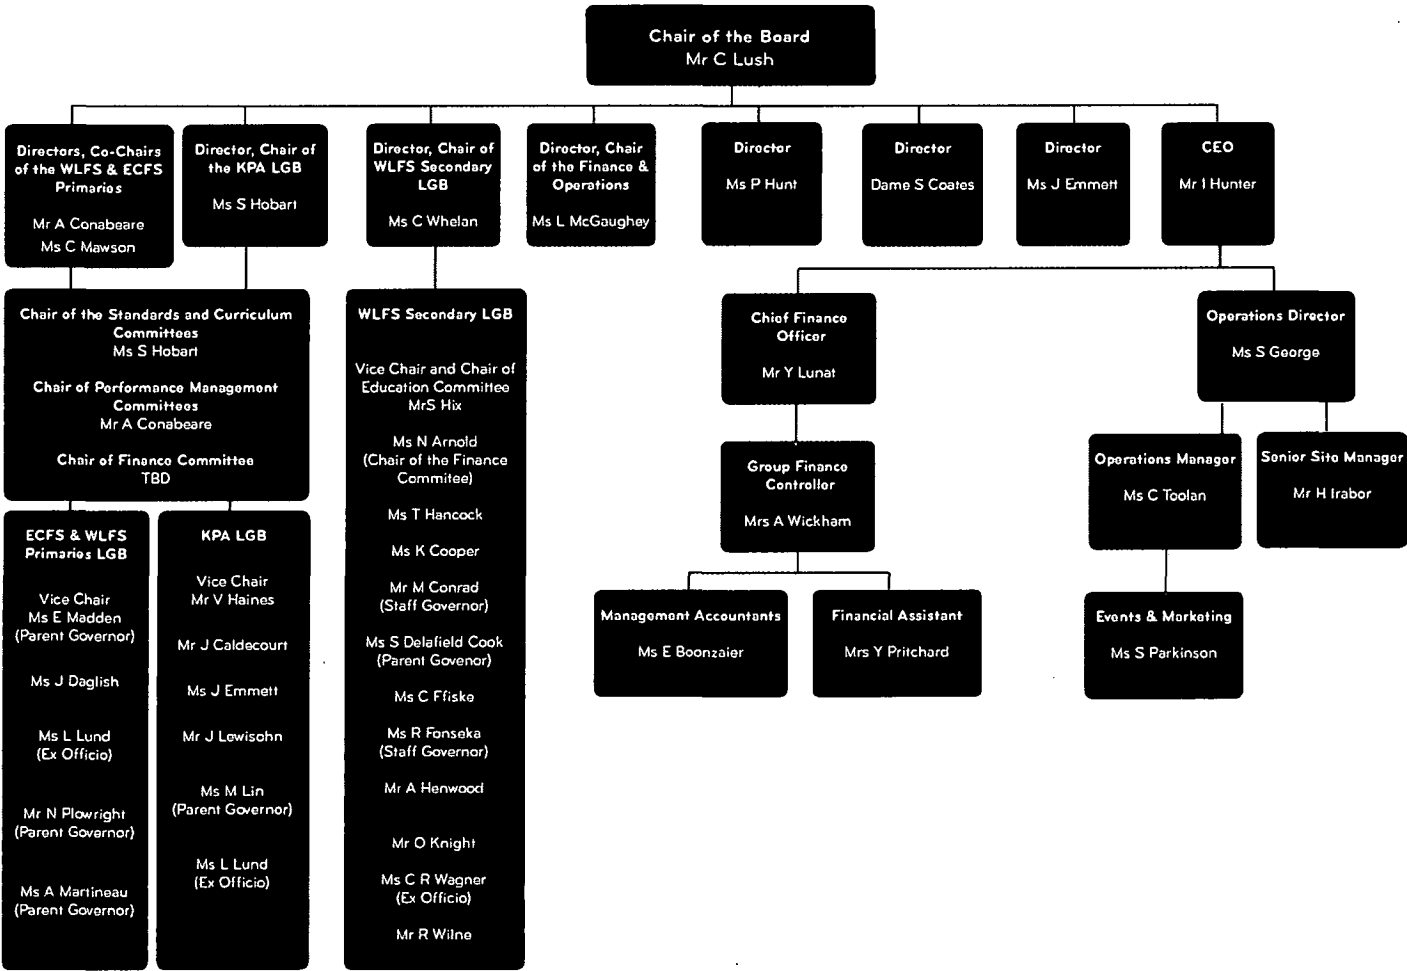 Chair of the Board
Mr C Lush
Directors, Co-Chairs
of the WLFS & ECFS
Primaries
Mr A Conabeare
Ms C Mawson
Director, Chair of
the KPA LGB
Ms S Hobart
Director, Chair of
WLFS Secondary
LGB
Ms C Whelan
Director, Chair
of the Finance &
Operations
Ms L McGaughey
Director
Ms P Hunt
Director
Dame S Coates
Director
Ms J Emmett
CEO
Mr I Hunter
Chair of the Standards and Curriculum
Committees
Ms S Hobart
Chair of Performance Management
Committees
Mr A Conabeare
Chair of Finance Committee
TBD
ECFS & WLFS
Primaries LGB
Vice Chair
Ms E Madden
(Parent Governor)
Ms J Daglish
Ms L Lund
(Ex Officio)
Mr N Plowright
(Parent Governor)
Ms A Martineau
(Parent Governor)
KPA LGB
Vice Chair
Mr V Haines
Mr J Caldecourt
Ms J Emmett
Mr J Lewisohn
Ms M Lin
(Parent Governor)
Ms L Lund
(Ex Officio)
WLFS Secondary LGB
Vice Chair and Chair of
Education Committee
MrS Hix
Ms N Arnold
(Chair of the Finance
Commitee)
Ms T Hancock
Ms K Cooper
Mr M Conrad
(Staff Governor)
Ms S Delafield Cook
(Parent Govenor)
Ms C Ffiske
Ms R Fonseka
(Staff Governor)
Mr A Henwood
Mr O Knight
Ms C R Wagner
(Ex Officio)
Mr R Wilne
Chief Finance
Officer
Mr Y Lunat
Group Finance
Controller
Mrs A Wickham
Management Accountants
Ms E Boonzaier
Financial Assistant
Mrs Y Pritchard
Operations Director
Ms S George
Operations Manager
Ms C Toolan
Senior Site Manager
Mr H Irabor
Events & Marketing
Ms S Parkinson